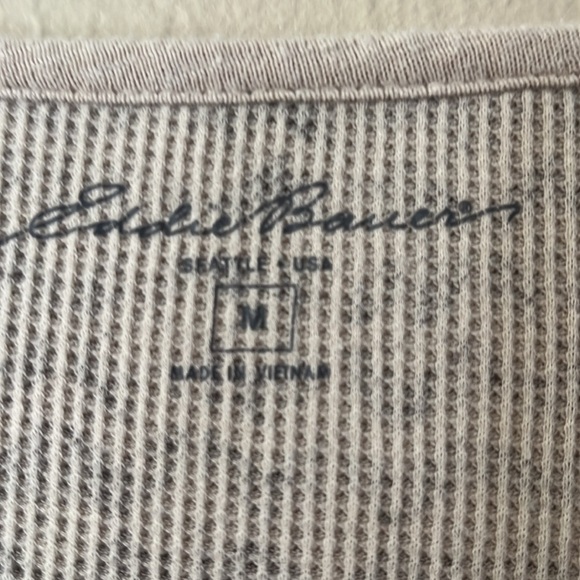 Eddie Bauer
SEATTLE • USA
M
MADE IN VIETNAM